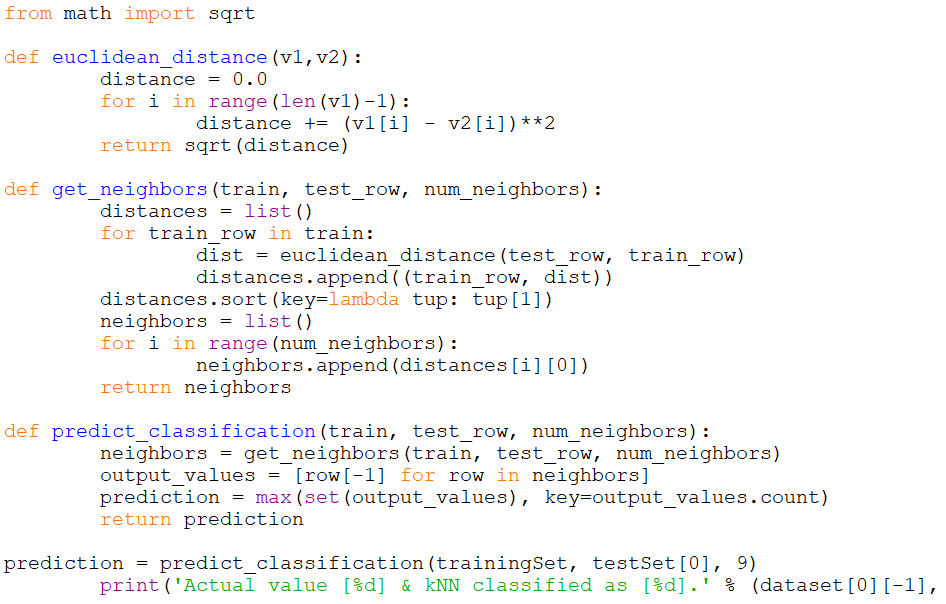 from math import sqrt
def euclidean_distance(v1,v2):
distance = 0.0
for i in range(len(v1)-1):
distance += (v1[i] - v2[i])**2
return sqrt(distance)
def get_neighbors(train, test_row, num_neighbors):
distances = list()
for train_row in train:
dist = euclidean_distance(test_row, train_row)
distances.append((train_row, dist))
distances.sort(key=lambda tup: tup[1])
neighbors = list()
for i in range(num_neighbors):
neighbors.append(distances[i][0])
return neighbors
def predict_classification(train, test_row, num_neighbors):
neighbors = get_neighbors(train, test_row, num_neighbors)
output_values = [row[-1] for row in neighbors]
prediction = max(set(output_values), key=output_values.count)
return prediction
prediction = predict_classification(trainingSet, testSet[0], 9)
print('Actual value [%d] & kNN classified as [%d].' % (dataset[0][-1],